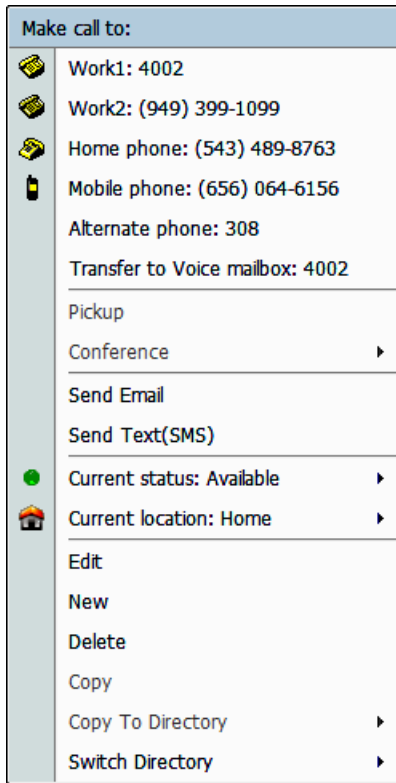 Make call to:
Work1: 4002
Work2: (949) 399-1099
Home phone: (543) 489-8763
Mobile phone: (656) 064-6156
Alternate phone: 308
Transfer to Voice mailbox: 4002
Pickup
Conference
Send Email
Send Text(SMS)
Current status: Available
Current location: Home
Edit
New
Delete
Copy
Copy To Directory
Switch Directory